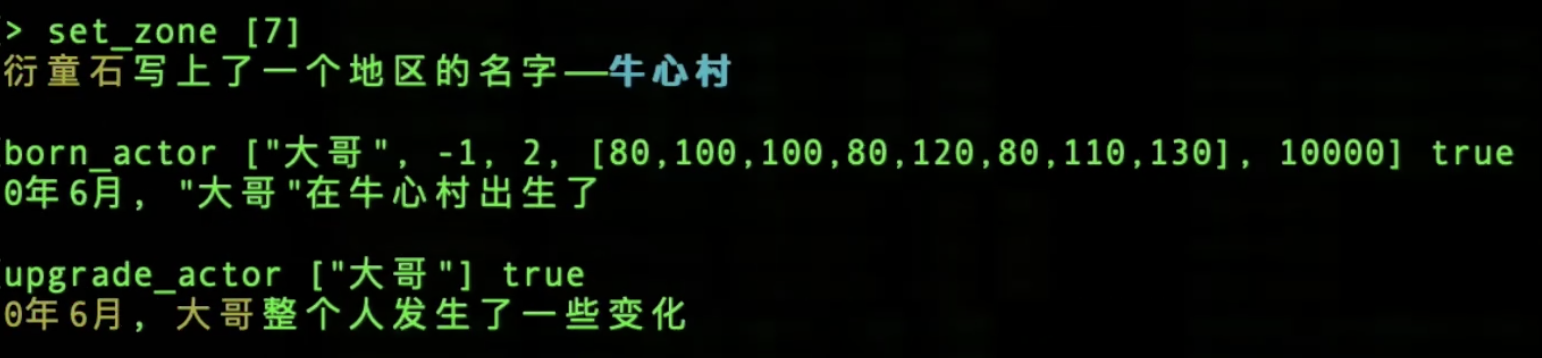 > set_zone [7]
衍童石写上了一个地区的名字—牛心村
born_actor ["大哥", -1, 2, [80,100,100,80,120,80,110,130], 10000] true
0年6月, "大哥"在牛心村出生了
upgrade_actor ["大哥"] true
0年6月, 大哥整个人发生了一些变化